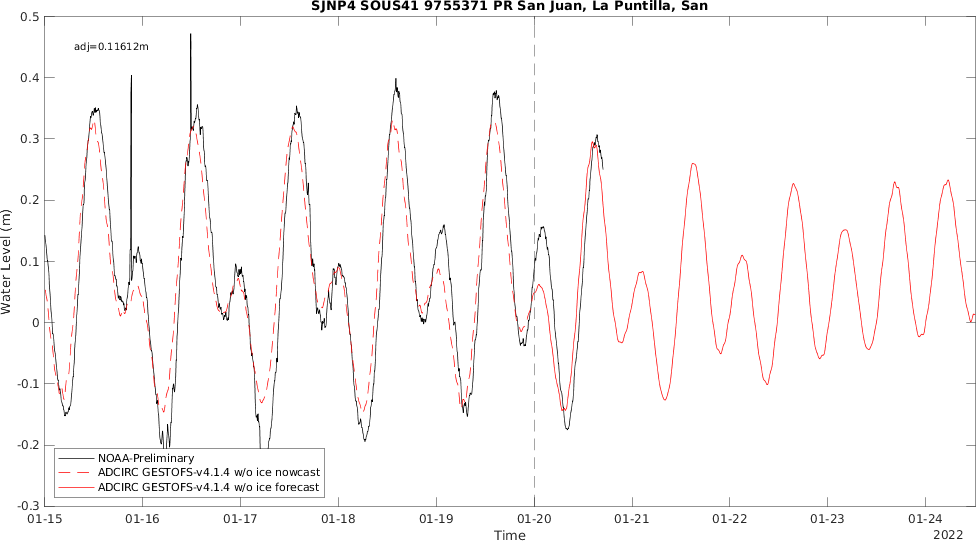 SJNP4 SOUS41 9755371 PR San Juan, La Puntilla, San
adj=0.11612m
0.5
0.4
0.3
0.2
0.1
0
-0.1
-0.2
-0.3
Water Level (m)
NOAA-Preliminary
ADCIRC GESTOFS-v4.1.4 w/o ice nowcast
ADCIRC GESTOFS-v4.1.4 w/o ice forecast
01-15 01-16 01-17 01-18 01-19 01-20 01-21 01-22 01-23 01-24
Time
2022